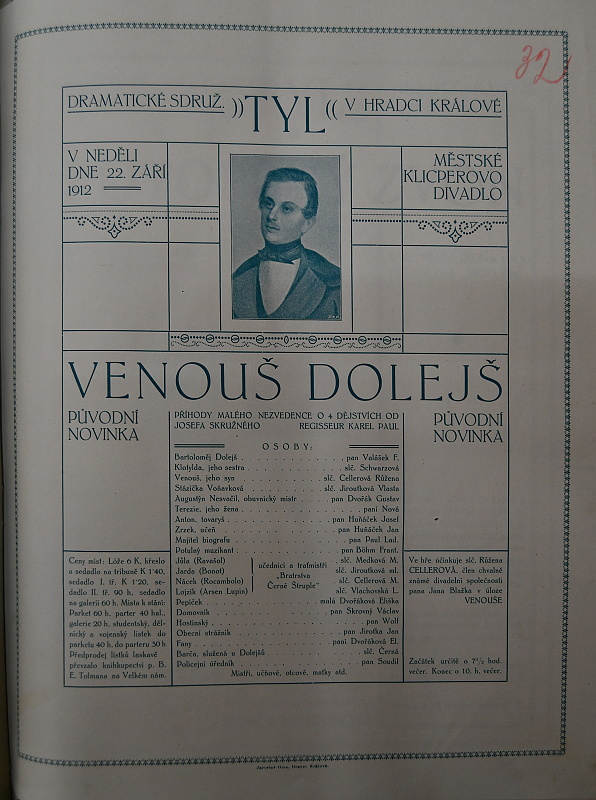 32
DRAMATICKÉ SDRUŽ. »TYL« V HRADCI KRÁLOVÉ
V NEDĚLI
DNE 22. ZÁŘÍ
1912
MĚSTSKÉ
KLICPEROVO
DIVADLO
VENOUŠ DOLEJŠ
PŮVODNÍ
NOVINKA
PŘÍHODY MALÉHO NEZVEDENCE O 4 DĚJSTVÍCH OD
JOSEFA SKRUŽNÉHO REGISSEUR KAREL PAUL
PŮVODNÍ
NOVINKA
OSOBY:
Bartoloměj Dolejš . . . pan Valášek F.
Klotylda, jeho sestra . . . slč. Schwarzová
Venouš, jeho syn . . . slč. Cellerová Růžena
Stázička Voňavková . . . slč. Jiroutková Vlasta
Augustýn Nesvačil, obuvnický mistr . . . pan Dvořák Gustav
Terezie, jeho žena . . . paní Nová
Anton, tovaryš . . . pan Huňáček Josef
Zrzek, učeň . . . pan Huňáček Jan
Majitel biografu . . . pan Paul Lad.
Potulný muzikant . . . pan Böhm Frant.
Jůla (Ravašol) . . . slč. Medková M.
Jarda (Bonot) . . . slč. Jiroutková ml.
Nácek (Rocambolo) . . . slč. Cellerová M.
Lojzík (Arsen Lupin) . . . slč. Vlachovská L.
učedníci a trafmistři
„Bratrstva
Černé Štruple"
Pepíček . . . malá Dvořáková Eliška
Domovník . . . pan Skrovný Václav
Hostinský . . . pan Wolf
Obecní strážník . . . pan Jirotka Jan
Fany . . . paní Dvořáková El.
Barča, služená u Dolejšů . . . slč. Černá
Policejní úředník . . . pan Soudil
Mistři, učňové, otcové, matky atd.
Ceny míst: Lóže 6 K, křeslo
a sedadlo na tribuně K 1'40,
sedadlo I. tř. K 1'20, se-
dadlo II. tř. 90 h, sedadlo
na galerii 60 h. Místa k stání:
Parket 60 h. parter 40 hal.,
galerie 20 h, studentský, děl-
nický a vojenský lístek do
parketu 40 h. do parteru 30 h
Předprodej lístků laskavě
převzalo knihkupectví p. B.
E. Tolmana na Velkém nám.
Ve hře účinkuje slč. Růžena
CELLEROVÁ, člen chvalně
známé divadelní společnosti
pana Jana Blažka v úloze
VENOUŠE
Začátek určitě o 7½ hod.
večer. Konec o 10. h. večer.